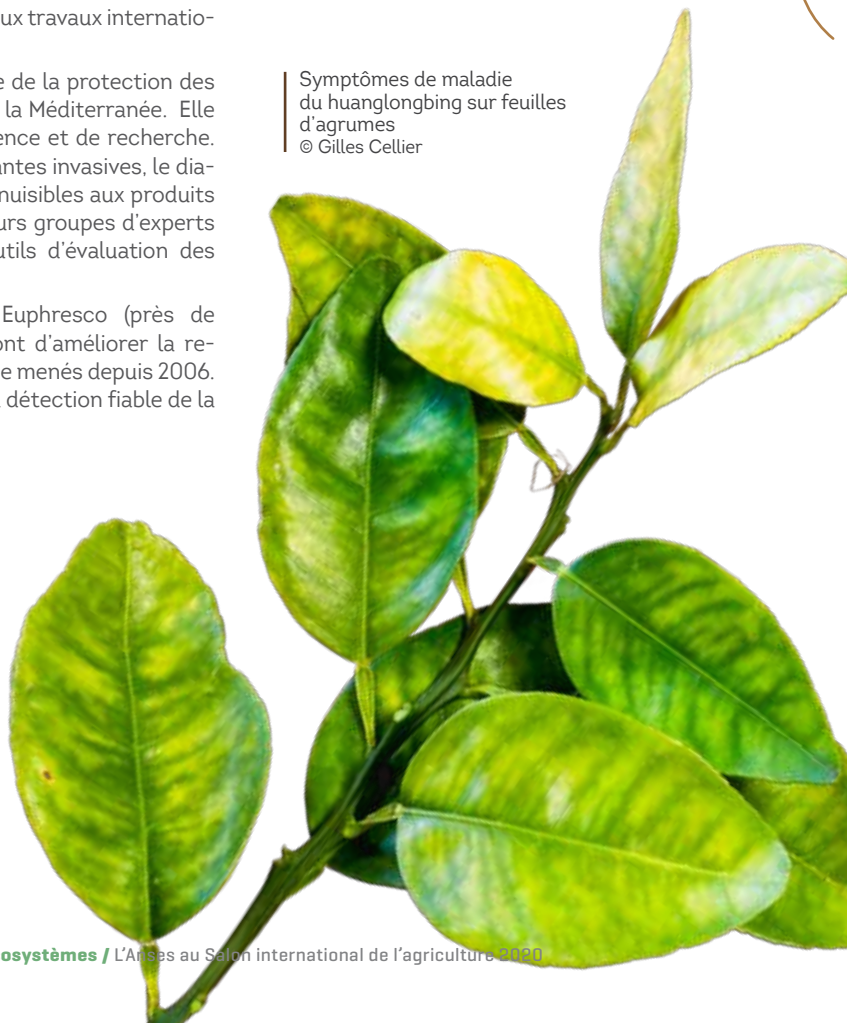 ux travaux internatio-
e de la protection des
la Méditerranée. Elle
ence et de recherche.
antes invasives, le dia-
nuisibles aux produits
urs groupes d'experts
utils d'évaluation des
Euphresco (près de
ont d'améliorer la re-
e menés depuis 2006.
détection fiable de la
Symptômes de maladie
du huanglongbing sur feuilles
d'agrumes
© Gilles Cellier
osystèmes / L'Anses au Salon international de l'agriculture 2020